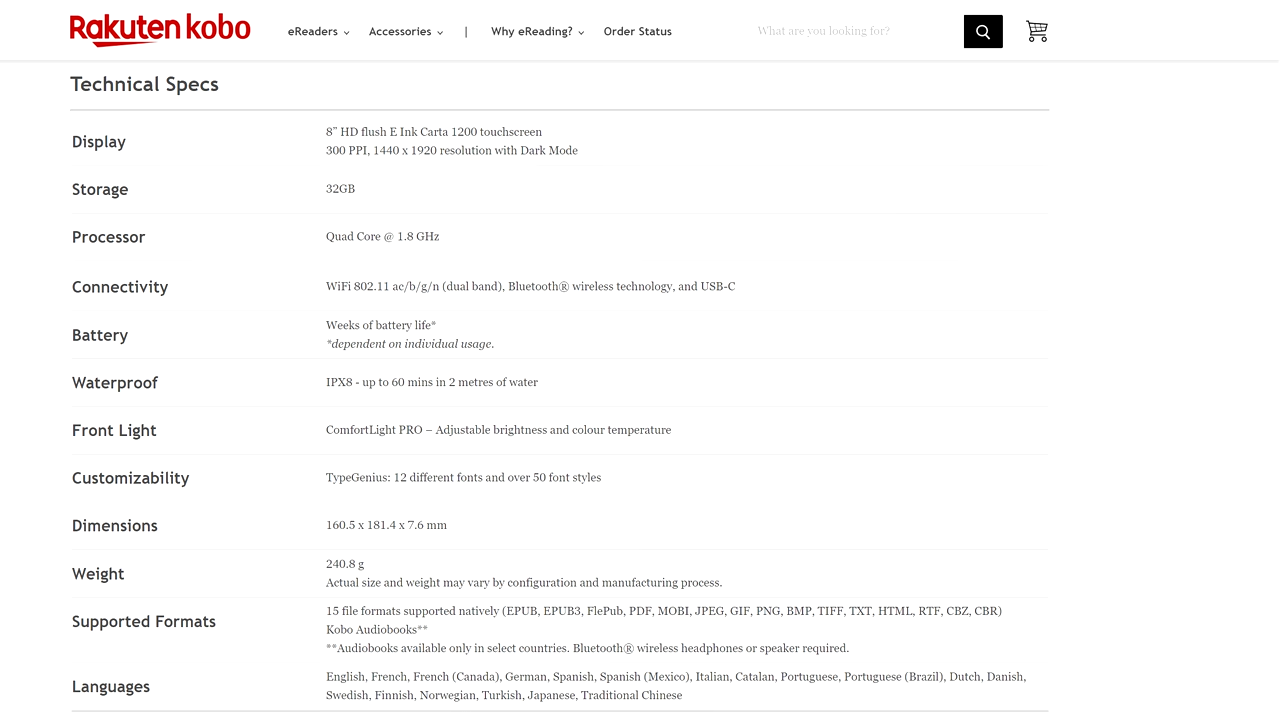 Rakuten kobo
eReaders Accessories | Why eReading? Order Status What are you looking for?
Technical Specs
Display
8” HD flush E Ink Carta 1200 touchscreen
300 PPI, 1440 x 1920 resolution with Dark Mode
Storage
32GB
Processor
Quad Core @ 1.8 GHz
Connectivity
WiFi 802.11 ac/b/g/n (dual band), Bluetooth® wireless technology, and USB-C
Battery
Weeks of battery life*
*dependent on individual usage.
Waterproof
IPX8 - up to 60 mins in 2 metres of water
Front Light
ComfortLight PRO – Adjustable brightness and colour temperature
Customizability
TypeGenius: 12 different fonts and over 50 font styles
Dimensions
160.5 x 181.4 x 7.6 mm
Weight
240.8 g
Actual size and weight may vary by configuration and manufacturing process.
Supported Formats
15 file formats supported natively (EPUB, EPUB3, FlePub, PDF, MOBI, JPEG, GIF, PNG, BMP, TIFF, TXT, HTML, RTF, CBZ, CBR)
Kobo Audiobooks**
**Audiobooks available only in select countries. Bluetooth® wireless headphones or speaker required.
Languages
English, French, French (Canada), German, Spanish, Spanish (Mexico), Italian, Catalan, Portuguese, Portuguese (Brazil), Dutch, Danish,
Swedish, Finnish, Norwegian, Turkish, Japanese, Traditional Chinese